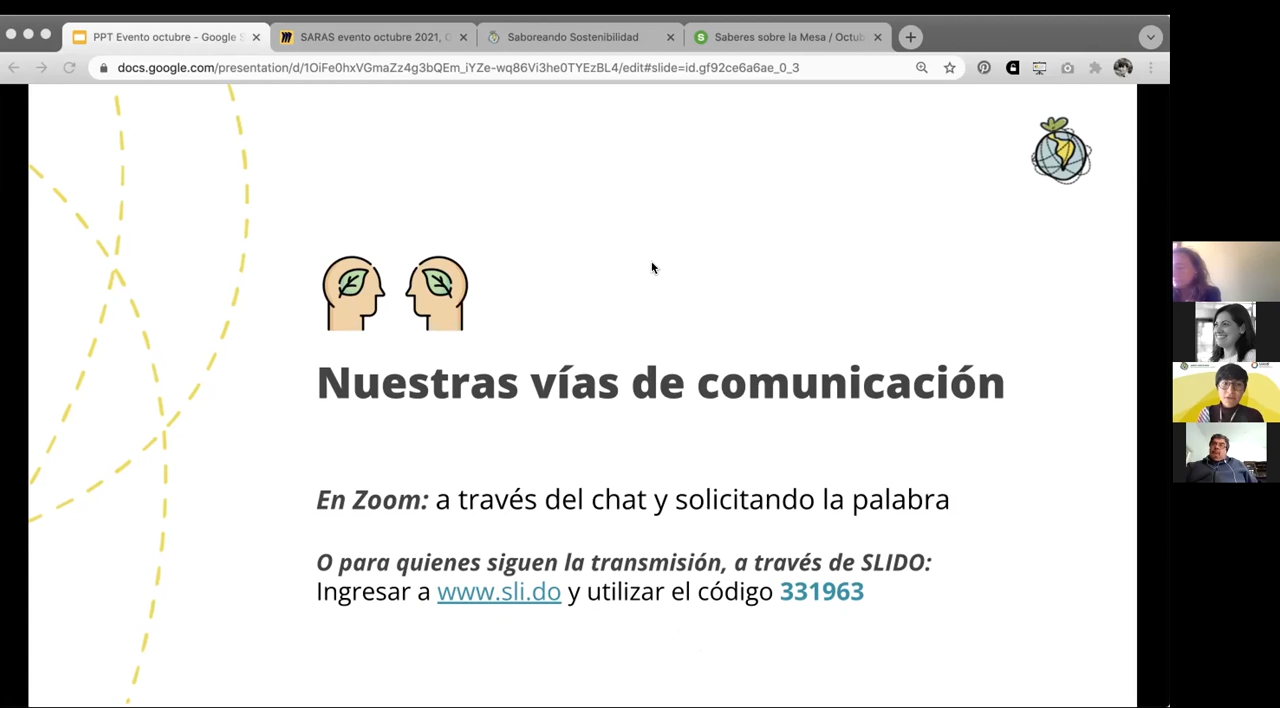 PPT Evento octubre - Google S
SARAS evento octubre 2021, C
Saboreando Sostenibilidad
Saberes sobre la Mesa / Octub
docs.google.com/presentation/d/1OiFe0hxVGmaZz4g3bQEm_iYZe-wq86Vi3he0TYEzBL4/edit#slide=id.gf92ce6a6ae_0_3
Nuestras vías de comunicación
En Zoom: a través del chat y solicitando la palabra
O para quienes siguen la transmisión, a través de SLIDO:
Ingresar a www.sli.do y utilizar el código 331963